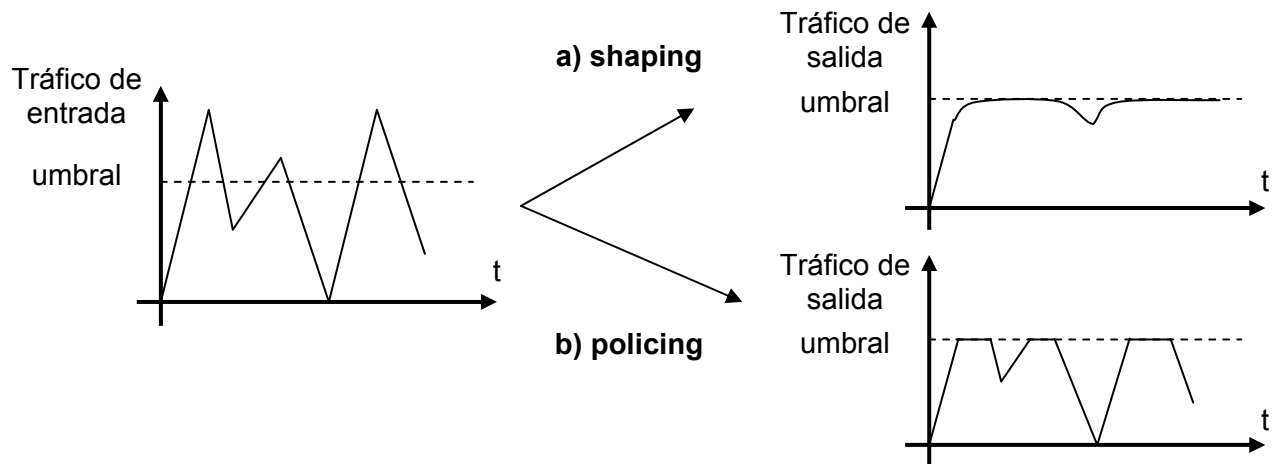 Tráfico de
entrada
umbral
t
a) shaping
Tráfico de
salida
umbral
t
b) policing
Tráfico de
salida
umbral
t